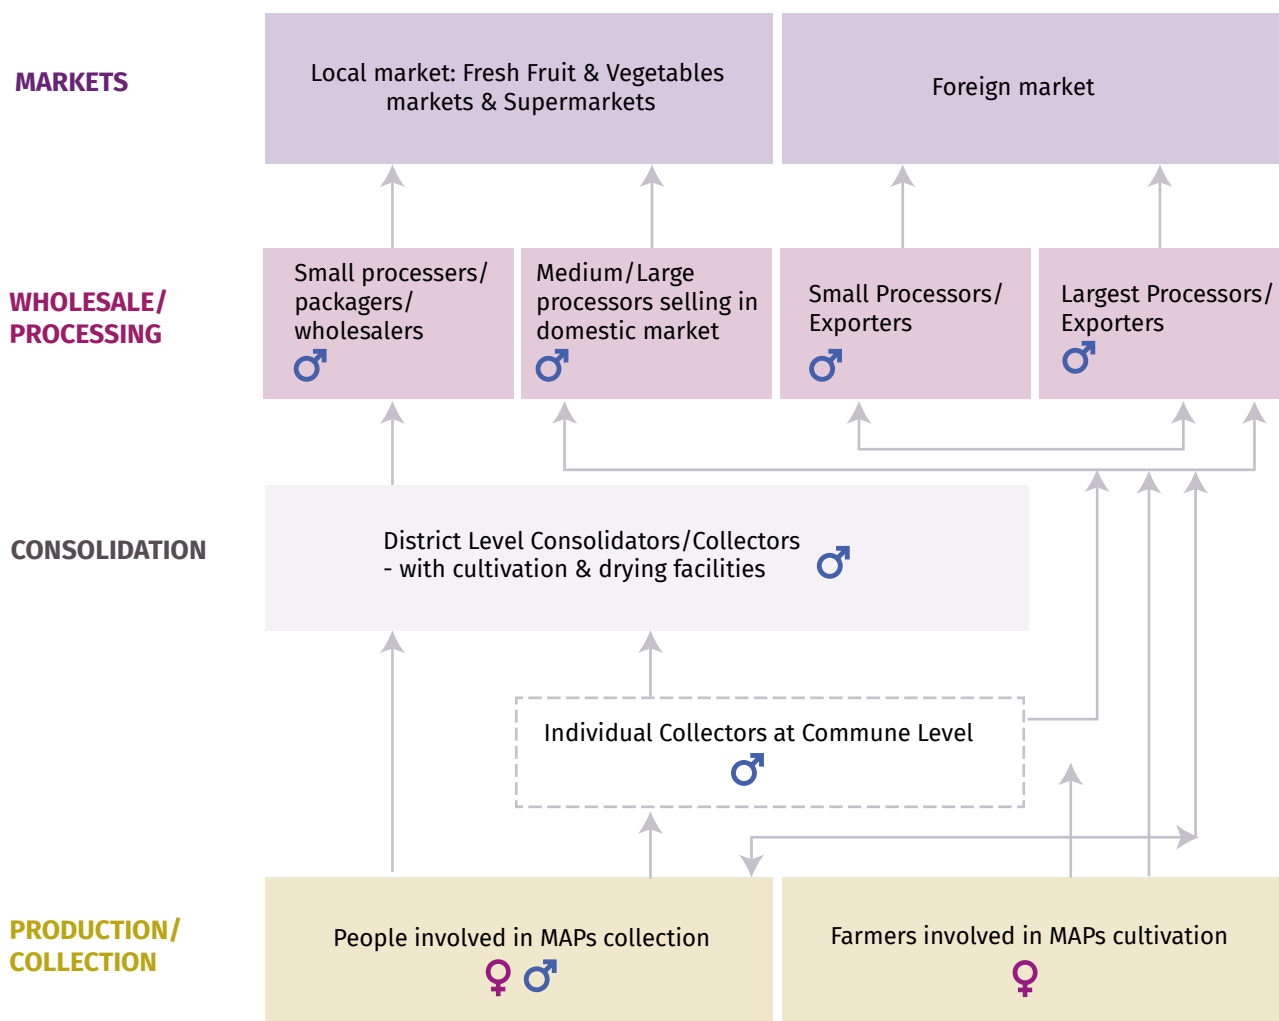 MARKETS
Local market: Fresh Fruit & Vegetables
markets & Supermarkets
Foreign market
WHOLESALE/
PROCESSING
Small processers/
packagers/
wholesalers
Medium/Large
processors selling in
domestic market
Small Processors/
Exporters
Largest Processors/
Exporters
CONSOLIDATION
District Level Consolidators/Collectors
- with cultivation & drying facilities
Individual Collectors at Commune Level
PRODUCTION/
COLLECTION
People involved in MAPs collection
Farmers involved in MAPs cultivation